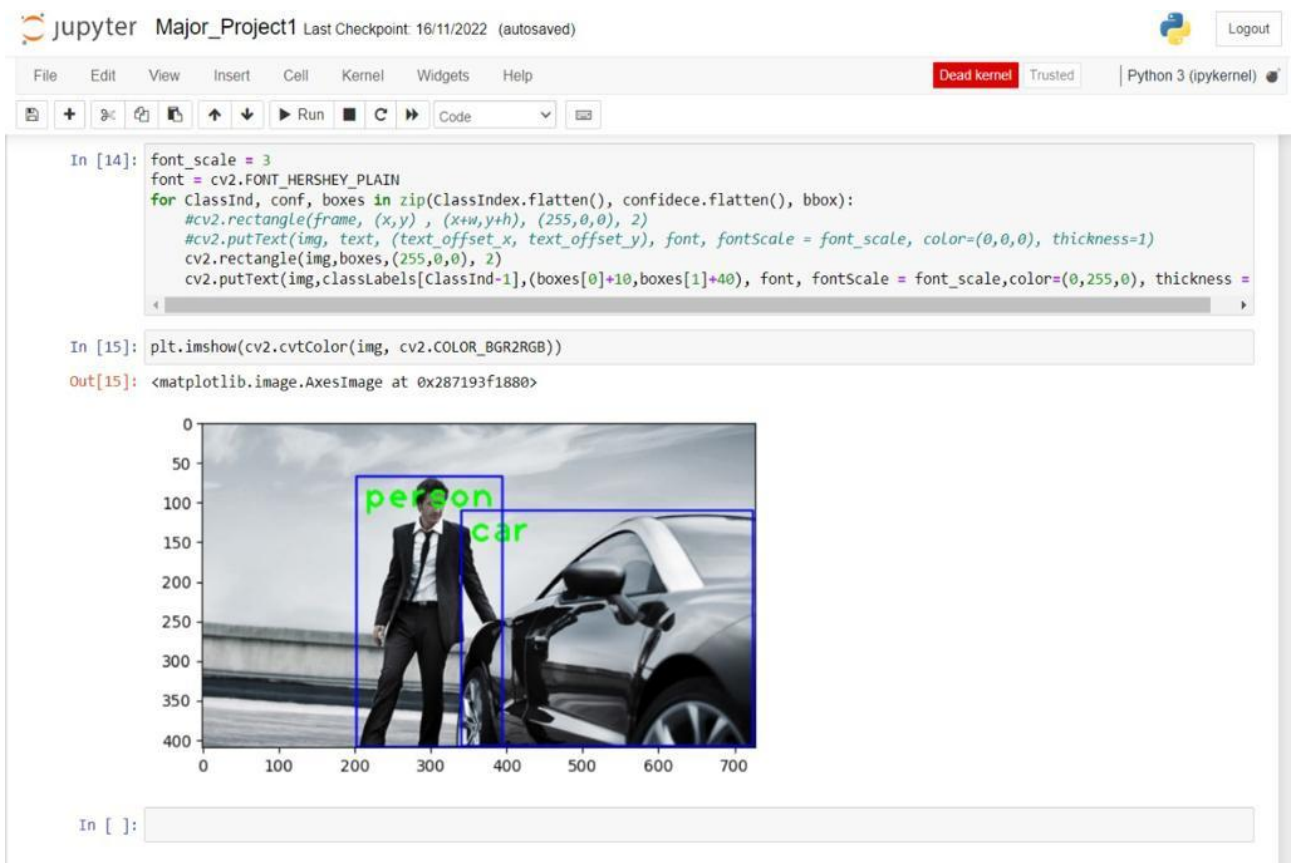 jupyter Major_Project1 Last Checkpoint: 16/11/2022 (autosaved)
Logout
File Edit View Insert Cell Kernel Widgets Help
Dead kernel Trusted Python 3 (ipykernel)
Run Code
In [14]: font_scale = 3
font = cv2.FONT_HERSHEY_PLAIN
for ClassInd, conf, boxes in zip(ClassIndex.flatten(), confidece.flatten(), bbox):
    #cv2.rectangle(frame, (x,y) , (x+w,y+h), (255,0,0), 2)
    #cv2.putText(img, text, (text_offset_x, text_offset_y), font, fontScale = font_scale, color=(0,0,0), thickness=1)
    cv2.rectangle(img,boxes,(255,0,0), 2)
    cv2.putText(img,classLabels[ClassInd-1],(boxes[0]+10,boxes[1]+40), font, fontScale = font_scale,color=(0,255,0), thickness =
In [15]: plt.imshow(cv2.cvtColor(img, cv2.COLOR_BGR2RGB))
Out[15]: <matplotlib.image.AxesImage at 0x287193f1880>
0
50
100
150
200
250
300
350
400
person
car
0 100 200 300 400 500 600 700
In [ ]: